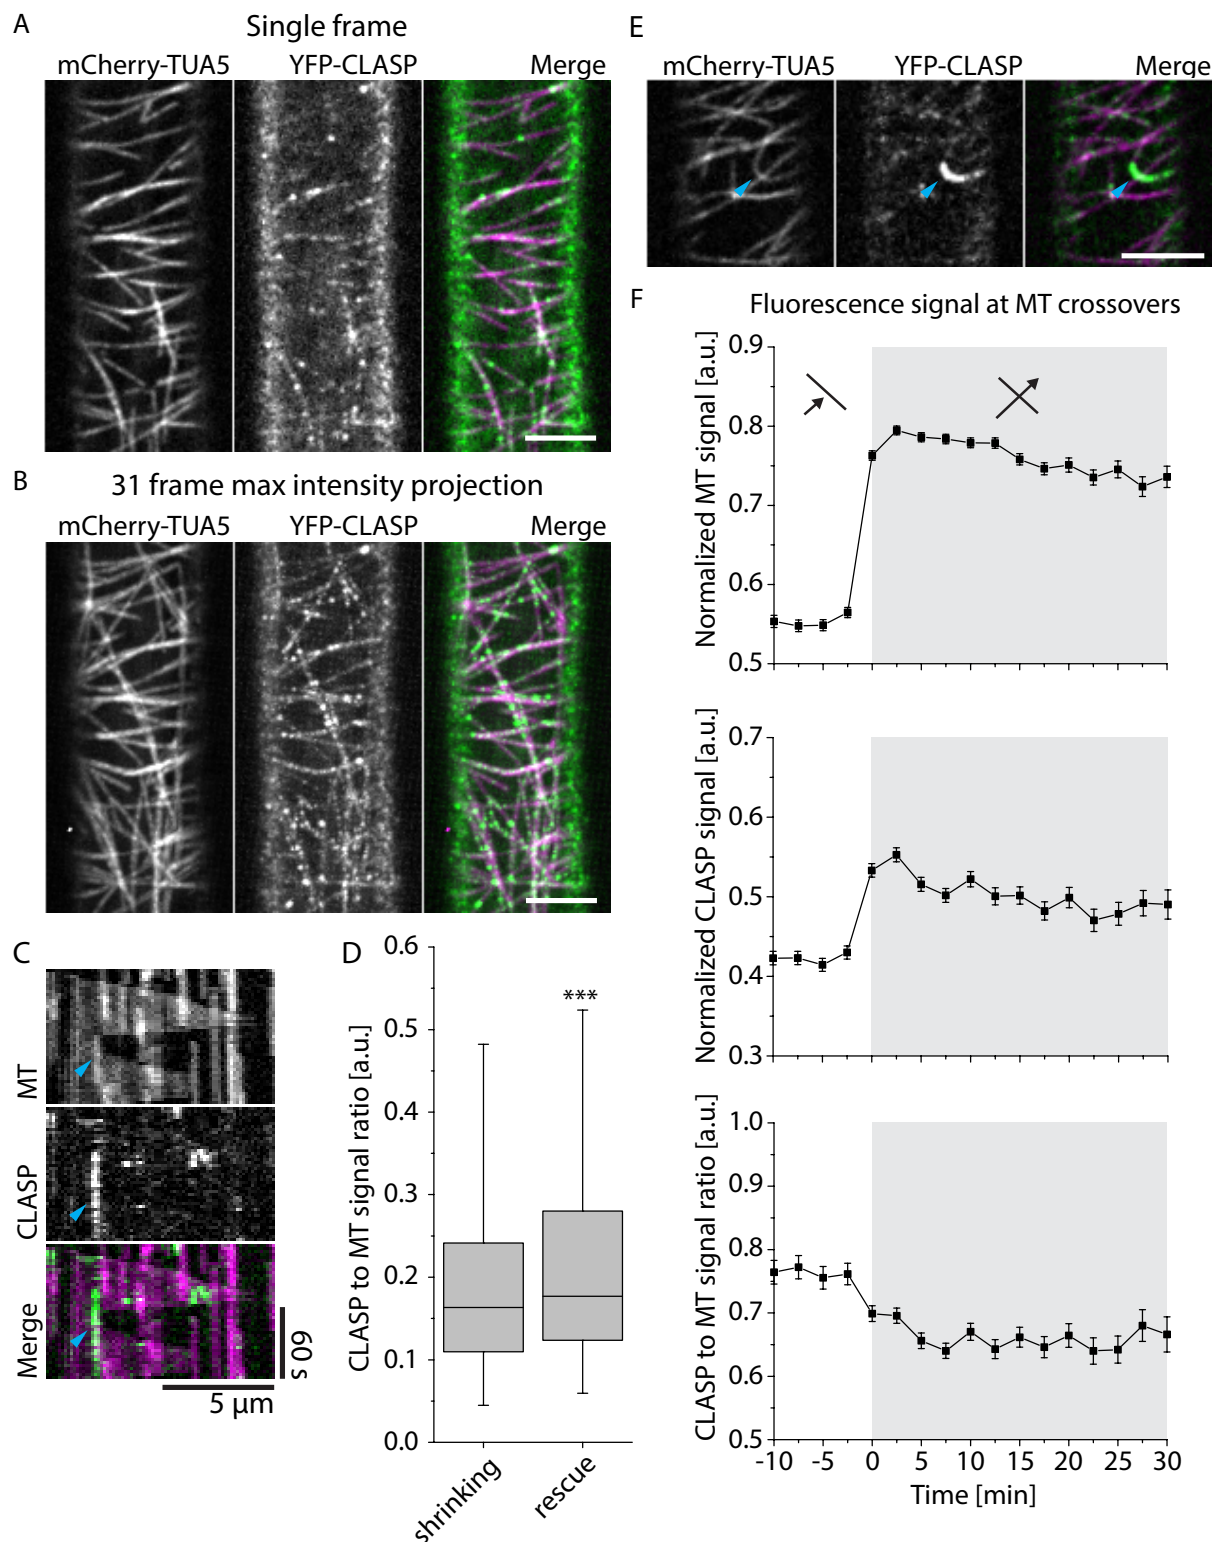 A
Single frame
mCherry-TUA5 YFP-CLASP Merge
B
31 frame max intensity projection
mCherry-TUA5 YFP-CLASP Merge
C
MT
CLASP
Merge
60 s
5 µm
D
CLASP to MT signal ratio [a.u.]
0.6
0.5
0.4
0.3
0.2
0.1
0.0
***
shrinking
rescue
E
mCherry-TUA5 YFP-CLASP Merge
F
Fluorescence signal at MT crossovers
Normalized MT signal [a.u.]
0.9
0.8
0.7
0.6
0.5
Normalized CLASP signal [a.u.]
0.7
0.6
0.5
0.4
0.3
CLASP to MT signal ratio [a.u.]
1.0
0.9
0.8
0.7
0.6
0.5
-10 -5 0 5 10 15 20 25 30
Time [min]